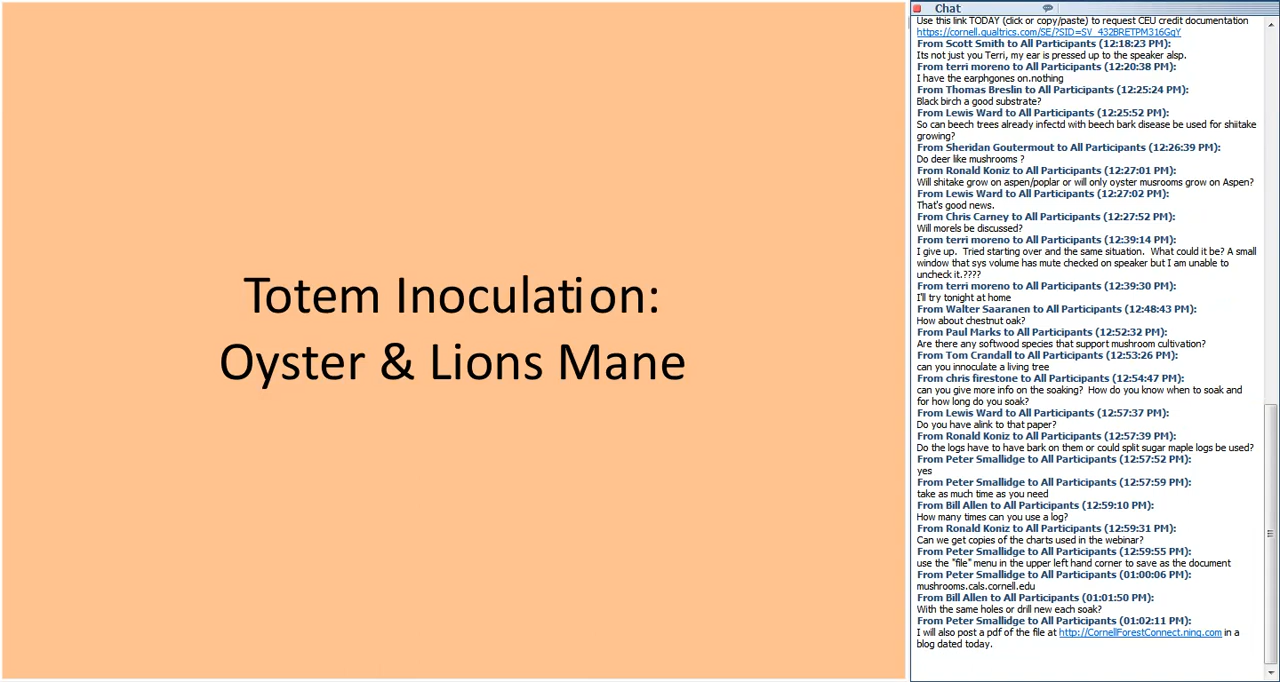 Totem Inoculation:
Oyster & Lions Mane
Chat
Use this link TODAY (click or copy/paste) to request CEU credit documentation
https://cornell.qualtrics.com/SE/?SID=SV_432BRETPM316GgY
From Scott Smith to All Participants (12:18:23 PM):
Its not just you Terri, my ear is pressed up to the speaker alsp.
From terri moreno to All Participants (12:20:38 PM):
I have the earphgones on.nothing
From Thomas Breslin to All Participants (12:25:24 PM):
Black birch a good substrate?
From Lewis Ward to All Participants (12:25:52 PM):
So can beech trees already infectd with beech bark disease be used for shiitake
growing?
From Sheridan Goutermout to All Participants (12:26:39 PM):
Do deer like mushrooms ?
From Ronald Koniz to All Participants (12:27:01 PM):
Will shitake grow on aspen/poplar or will only oyster musrooms grow on Aspen?
From Lewis Ward to All Participants (12:27:02 PM):
That's good news.
From Chris Carney to All Participants (12:27:52 PM):
Will morels be discussed?
From terri moreno to All Participants (12:39:14 PM):
I give up.  Tried starting over and the same situation.  What could it be? A small
window that sys volume has mute checked on speaker but I am unable to
uncheck it.????
From terri moreno to All Participants (12:39:30 PM):
I'll try tonight at home
From Walter Saaranen to All Participants (12:48:43 PM):
How about chestnut oak?
From Paul Marks to All Participants (12:52:32 PM):
Are there any softwood species that support mushroom cultivation?
From Tom Crandall to All Participants (12:53:26 PM):
can you innoculate a living tree
From chris firestone to All Participants (12:54:47 PM):
can you give more info on the soaking?  How do you know when to soak and
for how long do you soak?
From Lewis Ward to All Participants (12:57:37 PM):
Do you have alink to that paper?
From Ronald Koniz to All Participants (12:57:39 PM):
Do the logs have to have bark on them or could split sugar maple logs be used?
From Peter Smallidge to All Participants (12:57:52 PM):
yes
From Peter Smallidge to All Participants (12:57:59 PM):
take as much time as you need
From Bill Allen to All Participants (12:59:10 PM):
How many times can you use a log?
From Ronald Koniz to All Participants (12:59:31 PM):
Can we get copies of the charts used in the webinar?
From Peter Smallidge to All Participants (12:59:55 PM):
use the "file" menu in the upper left hand corner to save as the document
From Peter Smallidge to All Participants (01:00:06 PM):
mushrooms.cals.cornell.edu
From Bill Allen to All Participants (01:01:50 PM):
With the same holes or drill new each soak?
From Peter Smallidge to All Participants (01:02:11 PM):
I will also post a pdf of the file at http://CornellForestConnect.ning.com in a
blog dated today.